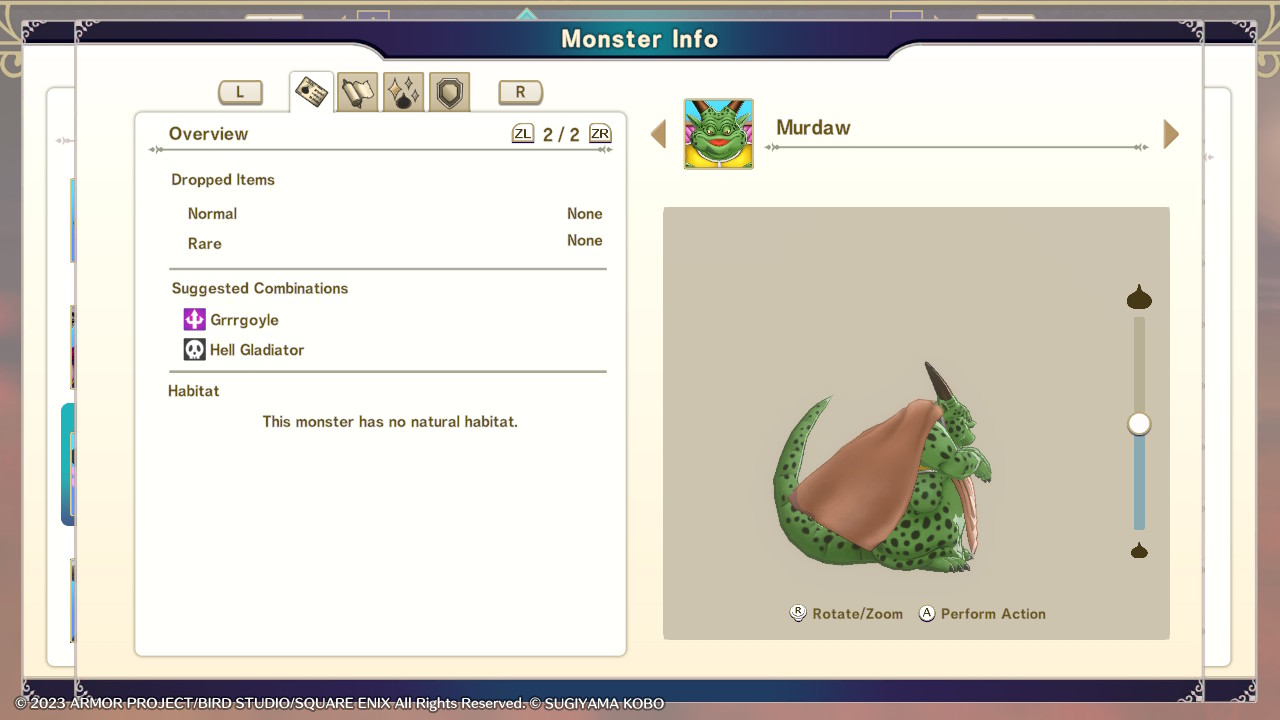 Monster Info
L
R
Overview
ZL 2 / 2 ZR
Murdaw
Dropped Items
Normal None
Rare None
Suggested Combinations
Grrrgoyle
Hell Gladiator
Habitat
This monster has no natural habitat.
R Rotate/Zoom A Perform Action
© 2023 ARMOR PROJECT/BIRD STUDIO/SQUARE ENIX All Rights Reserved. © SUGIYAMA KOBO